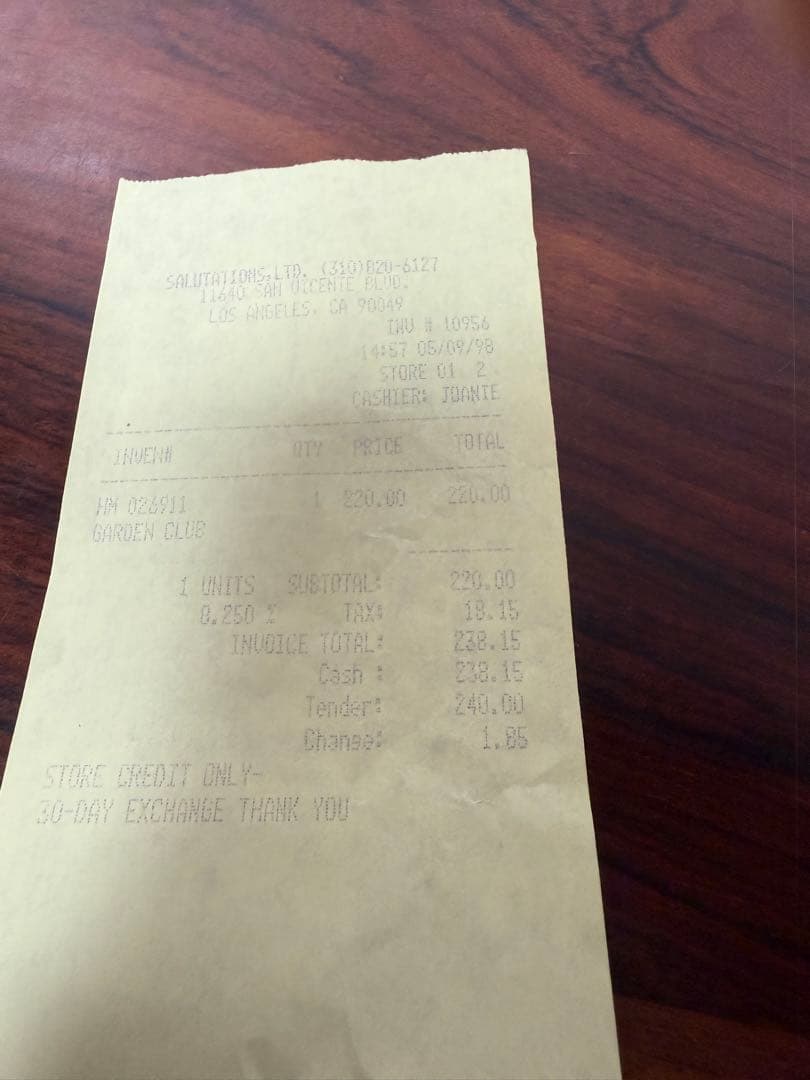 SALUTATIONS,LTD. (310)820-6127
11640 SAN VICENTE BLVD.
LOS ANGELES, CA 90049
INV # 10956
14:57 05/09/98
STORE 01 2
CASHIER: JOANIE
INVEN# QTY PRICE TOTAL
HM 026911 1 220.00 220.00
GARDEN CLUB
1 UNITS SUBTOTAL: 220.00
8.250 % TAX: 18.15
INVOICE TOTAL: 238.15
Cash : 238.15
Tender: 240.00
Change: 1.85
STORE CREDIT ONLY-
30-DAY EXCHANGE THANK YOU